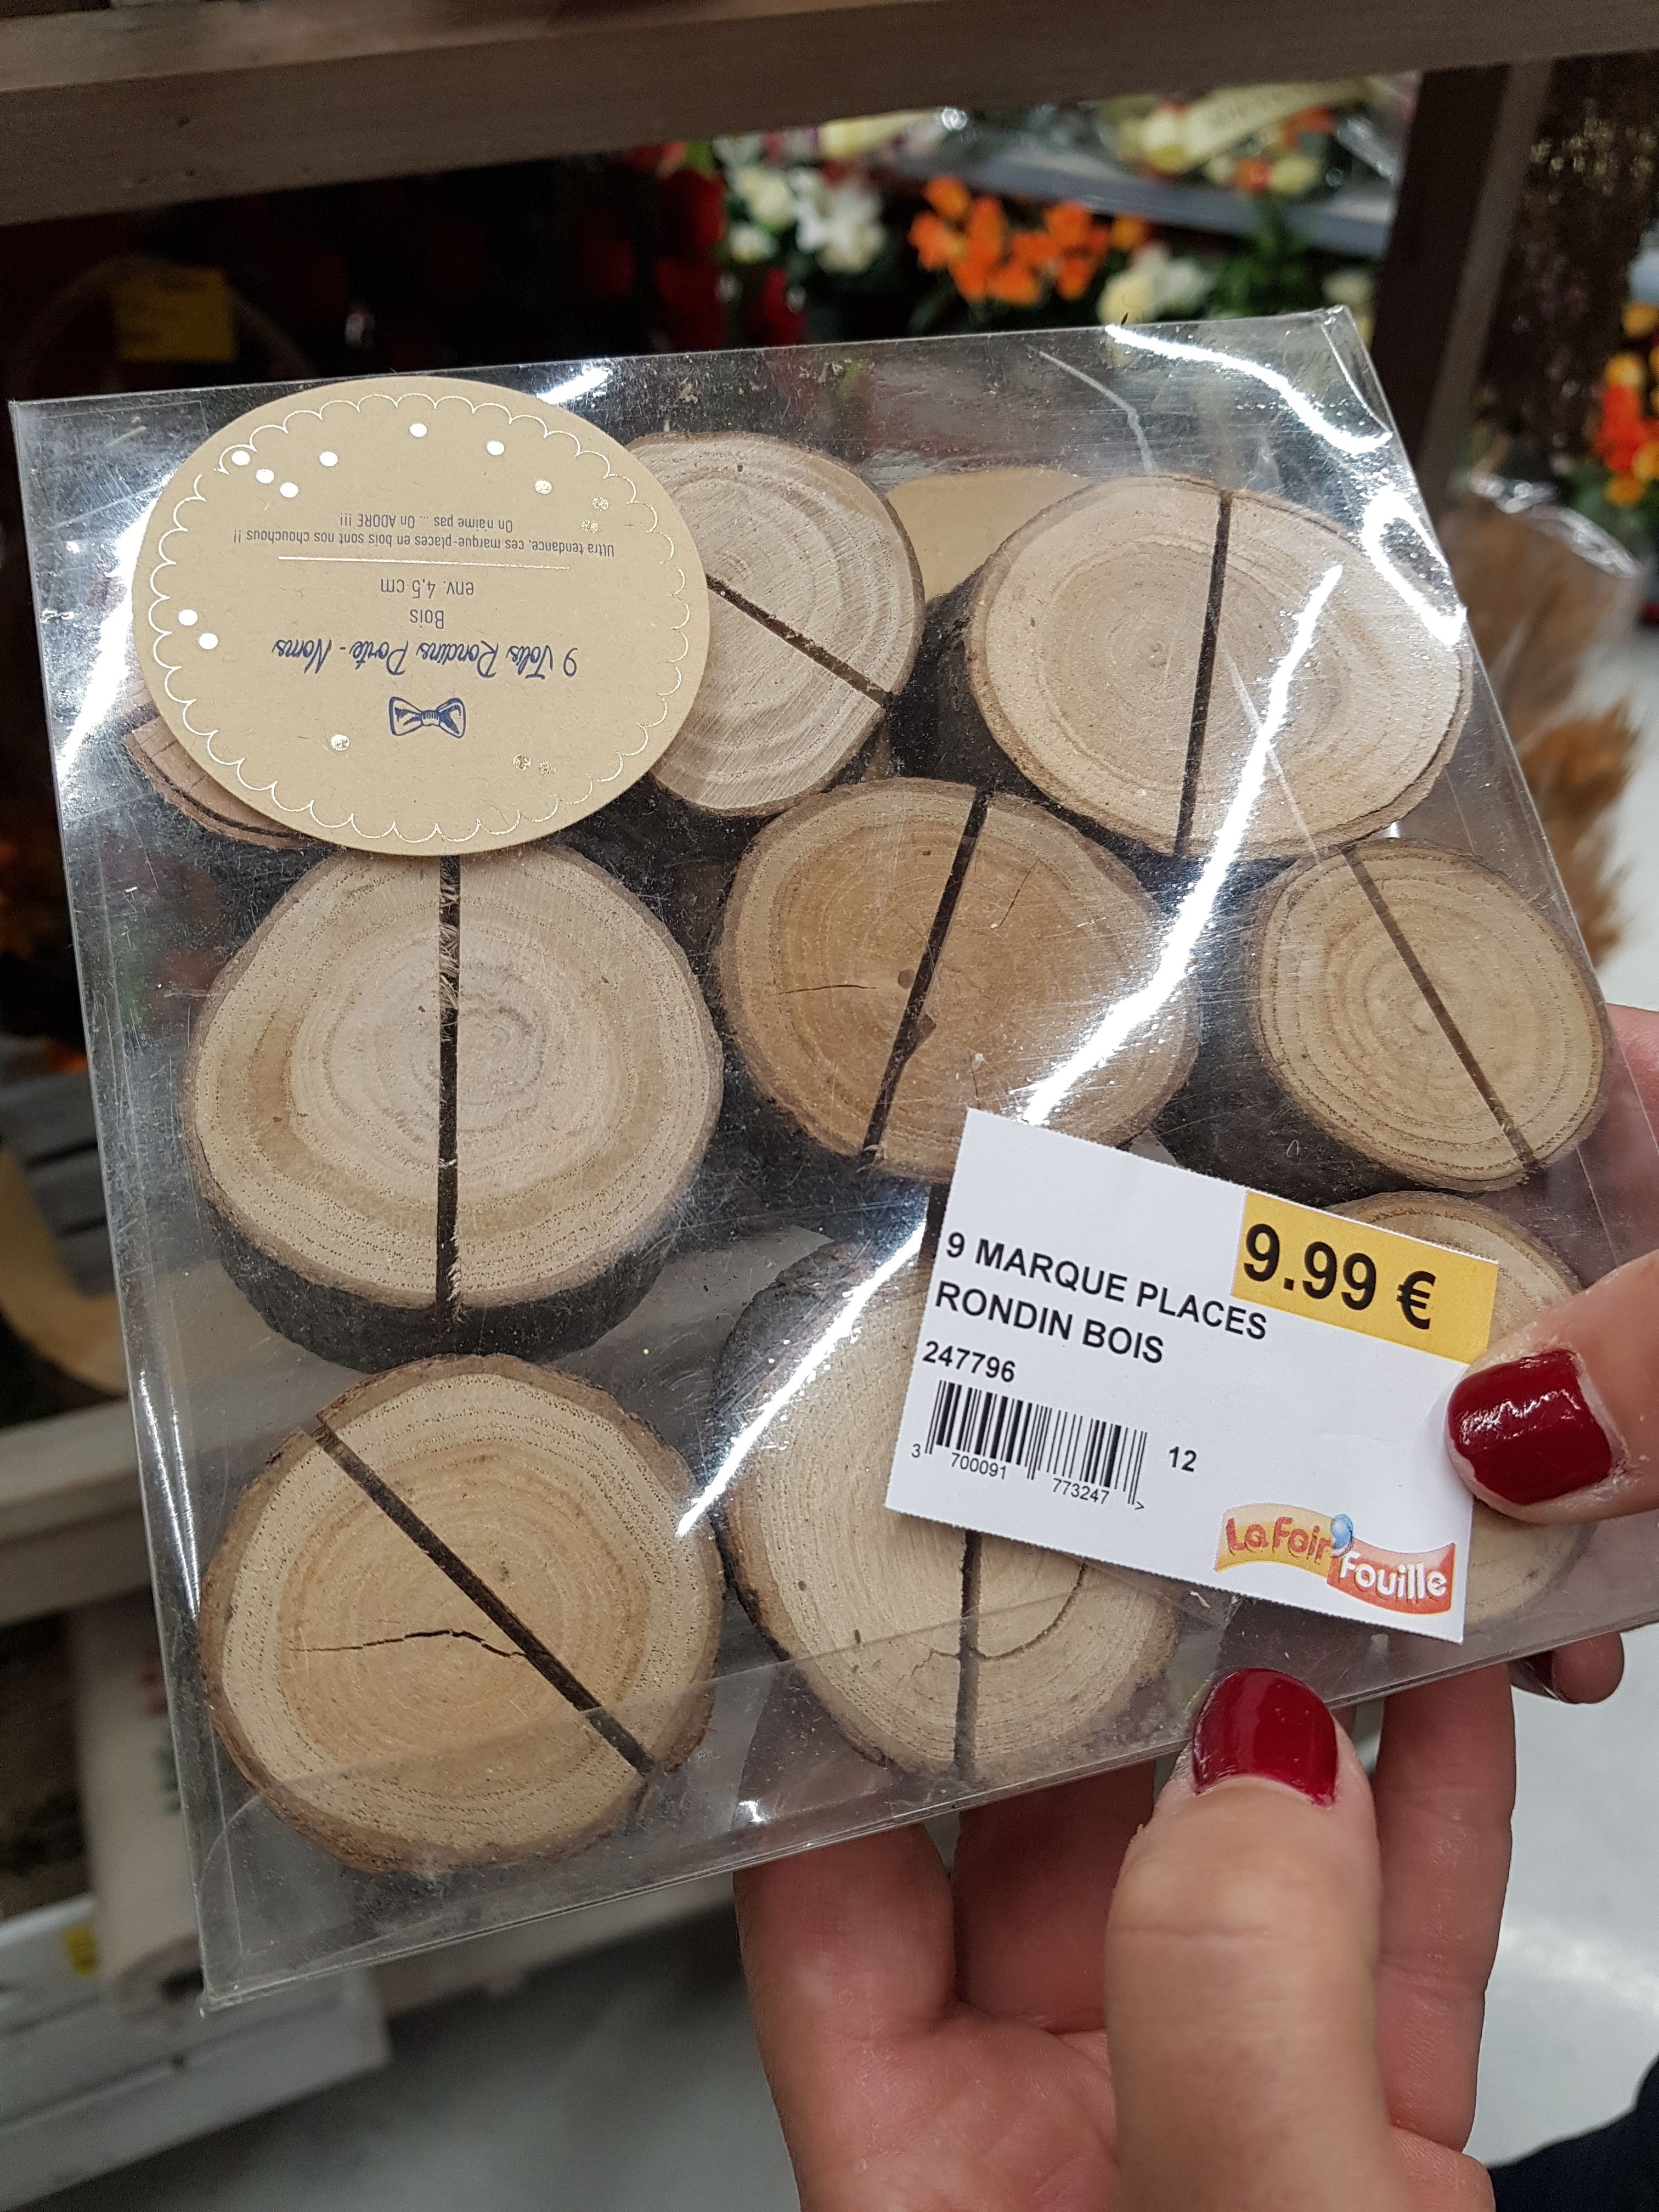 9 Jolis Rondins Porte-Noms
Bois
env. 4,5 cm
Ultra tendance, ces marque-places en bois sont nos chouchous !!
On n'aime pas ... On ADORE !!!
9.99 €
9 MARQUE PLACES
RONDIN BOIS
247796
3 700091 773247 >
12
La Foir'Fouille